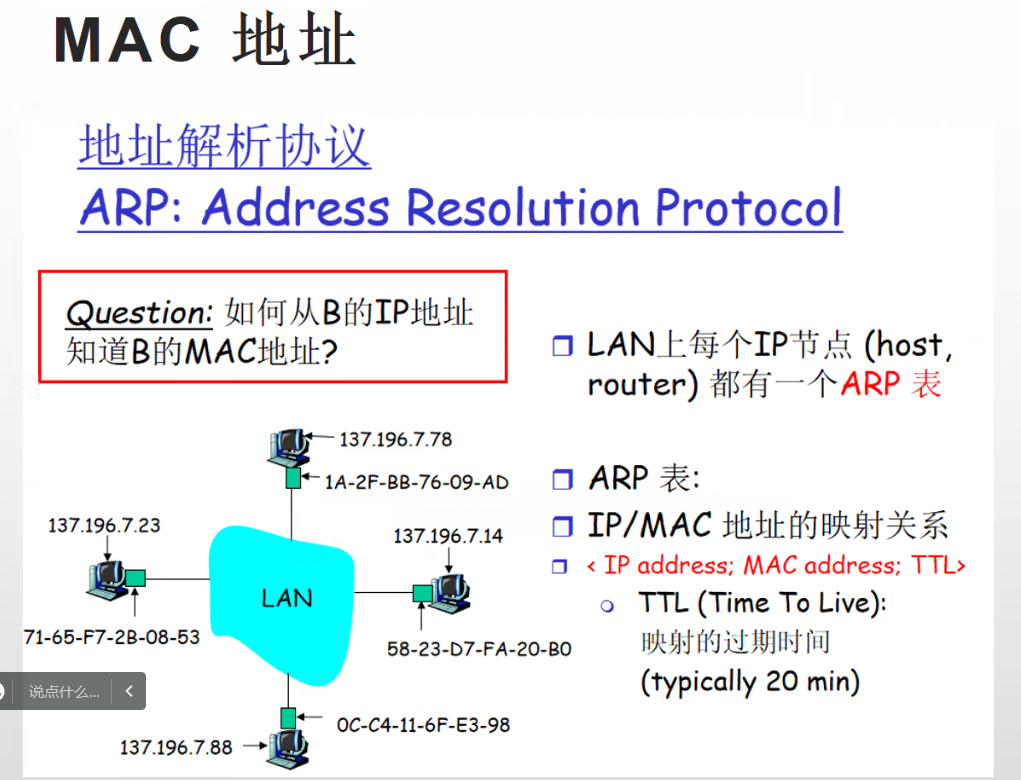 MAC 地址
地址解析协议
ARP: Address Resolution Protocol
Question: 如何从B的IP地址
知道B的MAC地址?
LAN上每个IP节点 (host,
router) 都有一个ARP 表
ARP 表:
IP/MAC 地址的映射关系
< IP address; MAC address; TTL>
TTL (Time To Live):
映射的过期时间
(typically 20 min)
137.196.7.78
1A-2F-BB-76-09-AD
137.196.7.23
137.196.7.14
LAN
71-65-F7-2B-08-53
58-23-D7-FA-20-B0
说点什么...
0C-C4-11-6F-E3-98
137.196.7.88